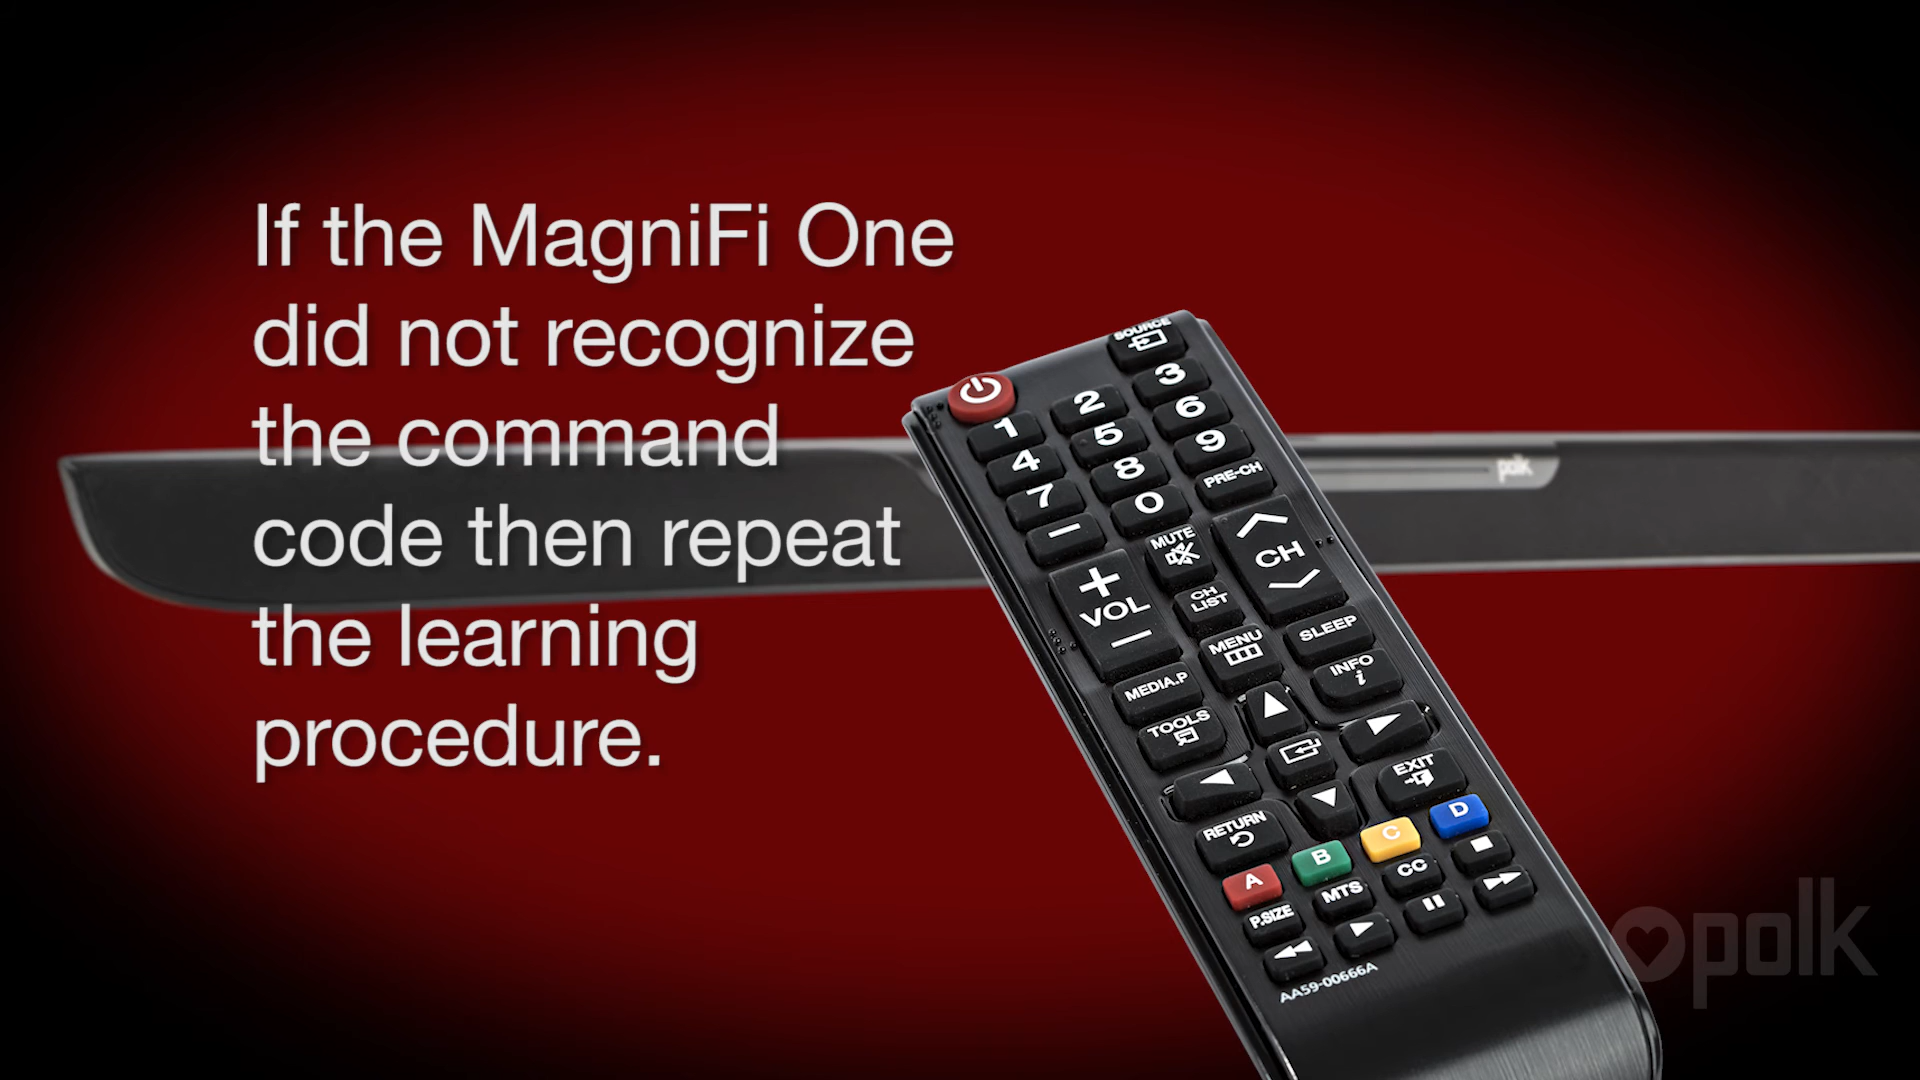 If the MagniFi One
did not recognize
the command
code then repeat
the learning
procedure.
polk
SOURCE
1 2 3
4 5 6
7 8 9
– 0 PRE-CH
MUTE
+ VOL –
CH
CH LIST
MENU
SLEEP
MEDIA.P
INFO i
TOOLS
EXIT
RETURN
A B C D
P.SIZE MTS CC
AA59-00666A
polk